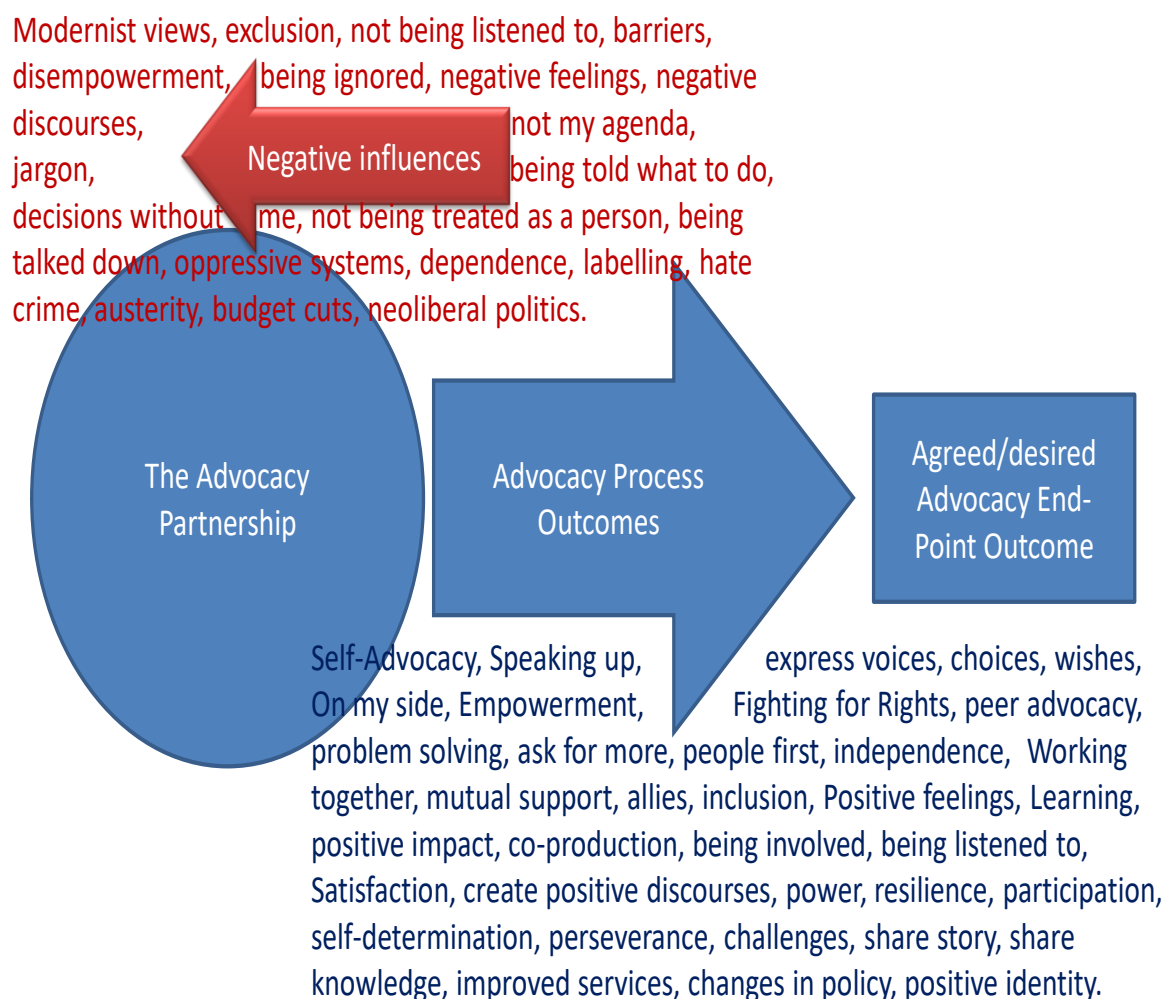 Modernist views, exclusion, not being listened to, barriers,
disempowerment, being ignored, negative feelings, negative
discourses, not my agenda,
jargon, being told what to do,
Negative influences
decisions without me, not being treated as a person, being
talked down, oppressive systems, dependence, labelling, hate
crime, austerity, budget cuts, neoliberal politics.
The Advocacy
Partnership
Advocacy Process
Outcomes
Agreed/desired
Advocacy End-
Point Outcome
Self-Advocacy, Speaking up, express voices, choices, wishes,
On my side, Empowerment, Fighting for Rights, peer advocacy,
problem solving, ask for more, people first, independence, Working
together, mutual support, allies, inclusion, Positive feelings, Learning,
positive impact, co-production, being involved, being listened to,
Satisfaction, create positive discourses, power, resilience, participation,
self-determination, perseverance, challenges, share story, share
knowledge, improved services, changes in policy, positive identity.